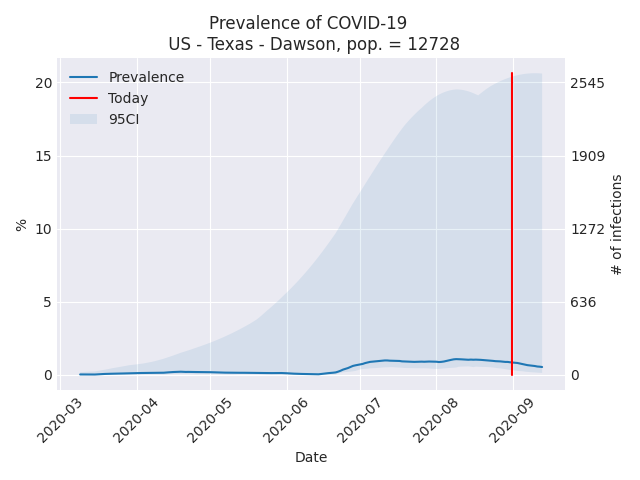 Prevalence of COVID-19
US - Texas - Dawson, pop. = 12728
Prevalence
Today
95CI
20
15
10
5
0
%
2545
1909
1272
636
0
# of infections
2020-03
2020-04
2020-05
2020-06
2020-07
2020-08
2020-09
Date